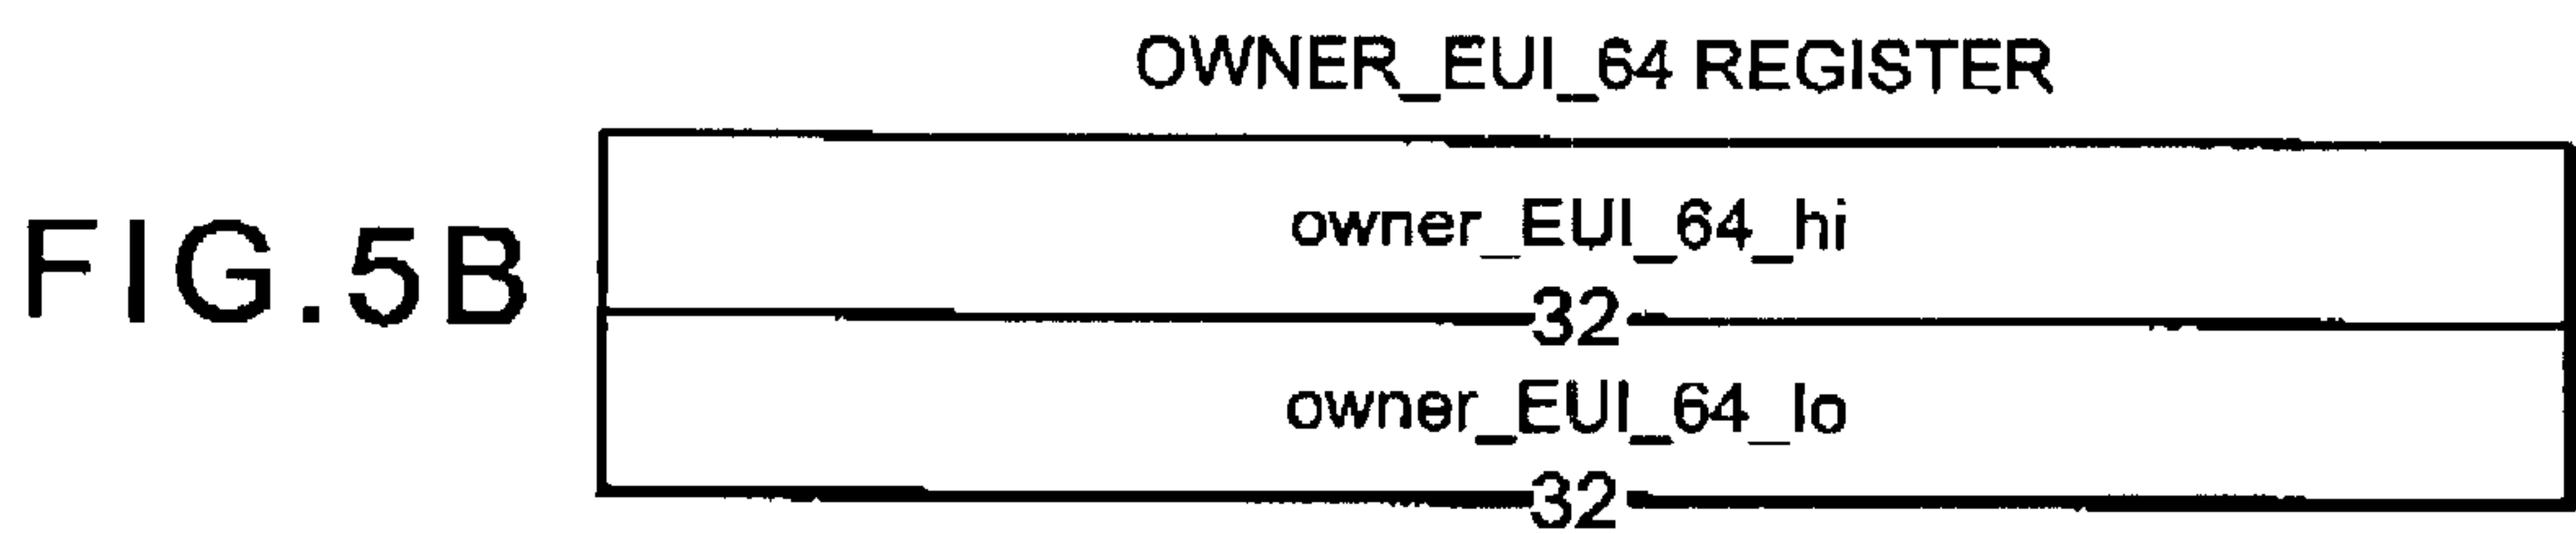 OWNER_EUI_64 REGISTER
owner_EUI_64_hi
FIG.5B
32
owner_EUI_64_lo
32